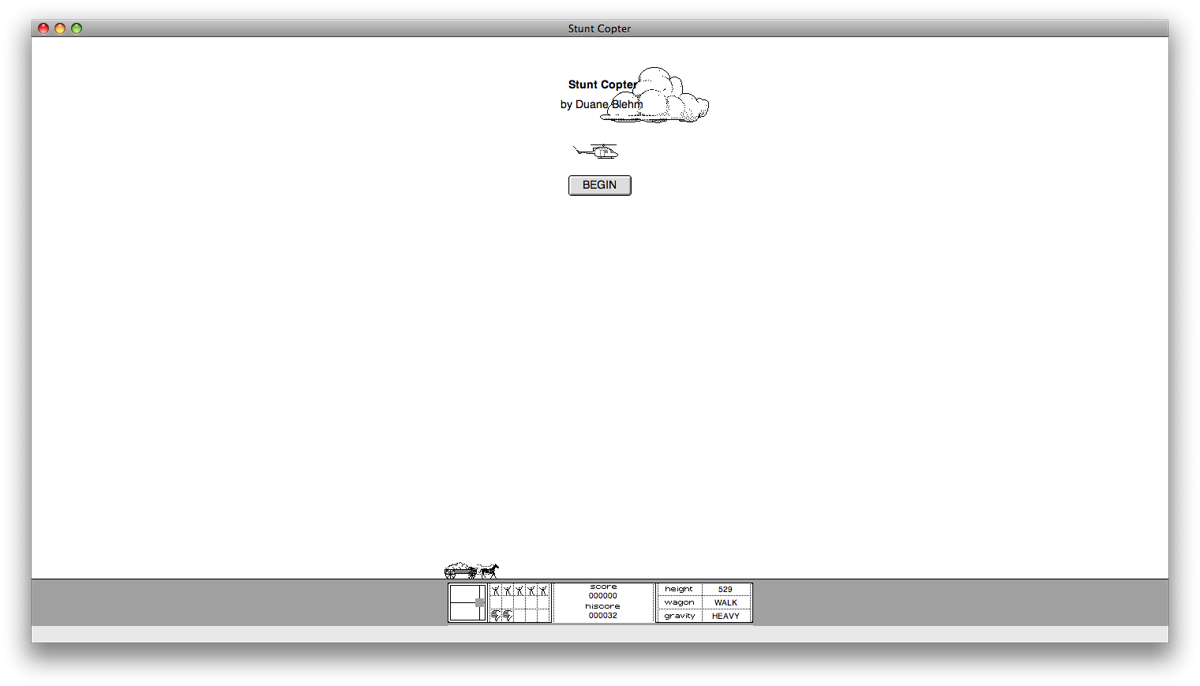 Stunt Copter
Stunt Copter
by Duane Blehm
BEGIN
score
000000
hiscore
000032
height 529
wagon WALK
gravity HEAVY